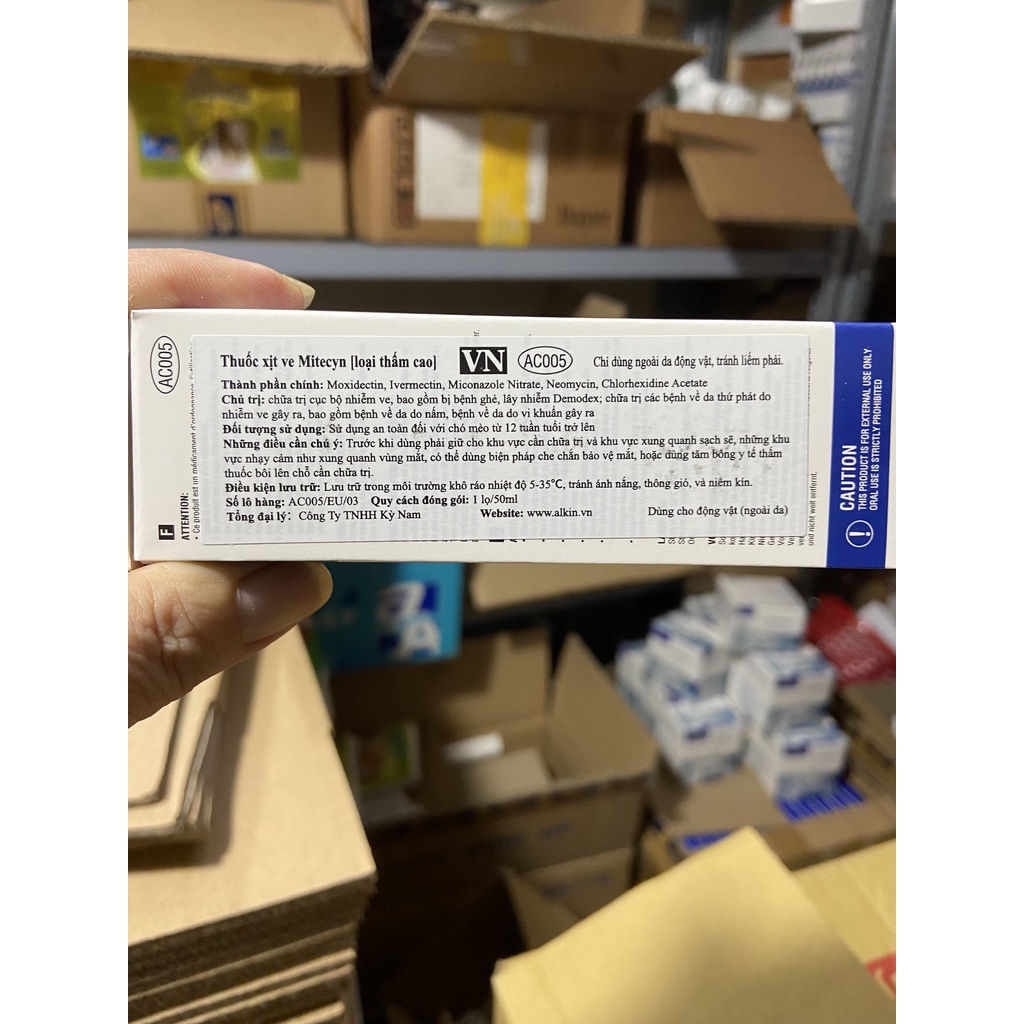 AC005
Thuốc xịt ve Mitecyn [loại thấm cao] VN AC005 Chỉ dùng ngoài da động vật, tránh liếm phải.
Thành phần chính: Moxidectin, Ivermectin, Miconazole Nitrate, Neomycin, Chlorhexidine Acetate
Chủ trị: chữa trị cục bộ nhiễm ve, bao gồm bị bệnh ghẻ, lây nhiễm Demodex; chữa trị các bệnh về da thứ phát do
nhiễm ve gây ra, bao gồm bệnh về da do nấm, bệnh về da do vi khuẩn gây ra
Đối tượng sử dụng: Sử dụng an toàn đối với chó mèo từ 12 tuần tuổi trở lên
Những điều cần chú ý: Trước khi dùng phải giữ cho khu vực cần chữa trị và khu vực xung quanh sạch sẽ, những khu
vực nhạy cảm như xung quanh vùng mắt, có thể dùng biện pháp che chắn bảo vệ mắt, hoặc dùng tăm bông y tế thấm
thuốc bôi lên chỗ cần chữa trị.
Điều kiện lưu trữ: Lưu trữ trong môi trường khô ráo nhiệt độ 5-35℃, tránh ánh nắng, thông gió, và niêm kín.
Số lô hàng: AC005/EU/03 Quy cách đóng gói: 1 lọ/50ml
Tổng đại lý: Công Ty TNHH Kỳ Nam Website: www.alkin.vn Dùng cho động vật (ngoài da)
F
ATTENTION:
• Ce produit est un médicament d'ordonnance.
und nicht weit entfernt.
CAUTION
THIS PRODUCT IS FOR EXTERNAL USE ONLY
ORAL USE IS STRICTLY PROHIBITED